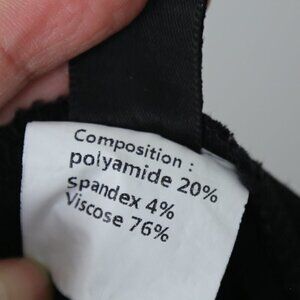 Composition :
polyamide 20%
spandex 4%
Viscose 76%